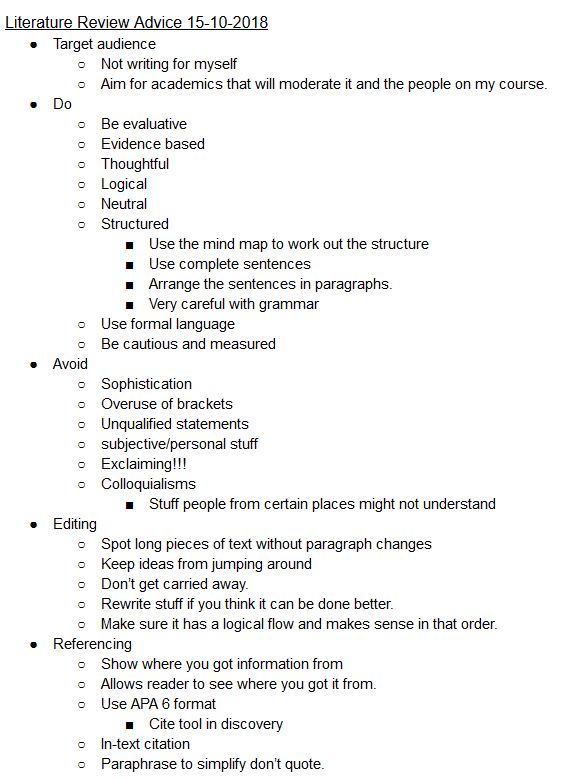 Literature Review Advice 15-10-2018
● Target audience
○ Not writing for myself
○ Aim for academics that will moderate it and the people on my course.
● Do
○ Be evaluative
○ Evidence based
○ Thoughtful
○ Logical
○ Neutral
○ Structured
■ Use the mind map to work out the structure
■ Use complete sentences
■ Arrange the sentences in paragraphs.
■ Very careful with grammar
○ Use formal language
○ Be cautious and measured
● Avoid
○ Sophistication
○ Overuse of brackets
○ Unqualified statements
○ subjective/personal stuff
○ Exclaiming!!!
○ Colloquialisms
■ Stuff people from certain places might not understand
● Editing
○ Spot long pieces of text without paragraph changes
○ Keep ideas from jumping around
○ Don’t get carried away.
○ Rewrite stuff if you think it can be done better.
○ Make sure it has a logical flow and makes sense in that order.
● Referencing
○ Show where you got information from
○ Allows reader to see where you got it from.
○ Use APA 6 format
■ Cite tool in discovery
○ In-text citation
○ Paraphrase to simplify don’t quote.